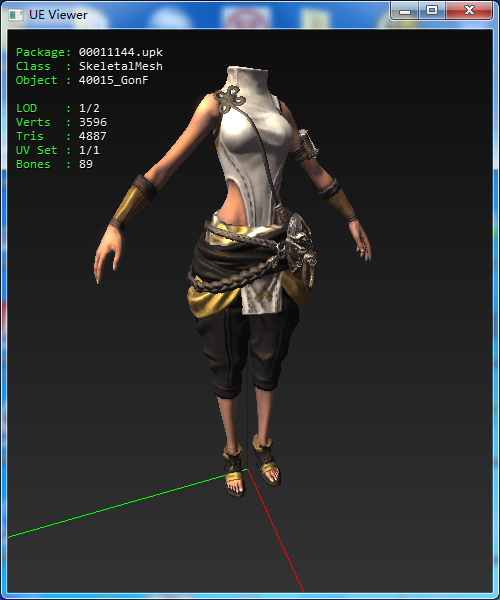 UE Viewer
Package: 00011144.upk
Class : SkeletalMesh
Object : 40015_GonF
LOD : 1/2
Verts : 3596
Tris : 4887
UV Set : 1/1
Bones : 89